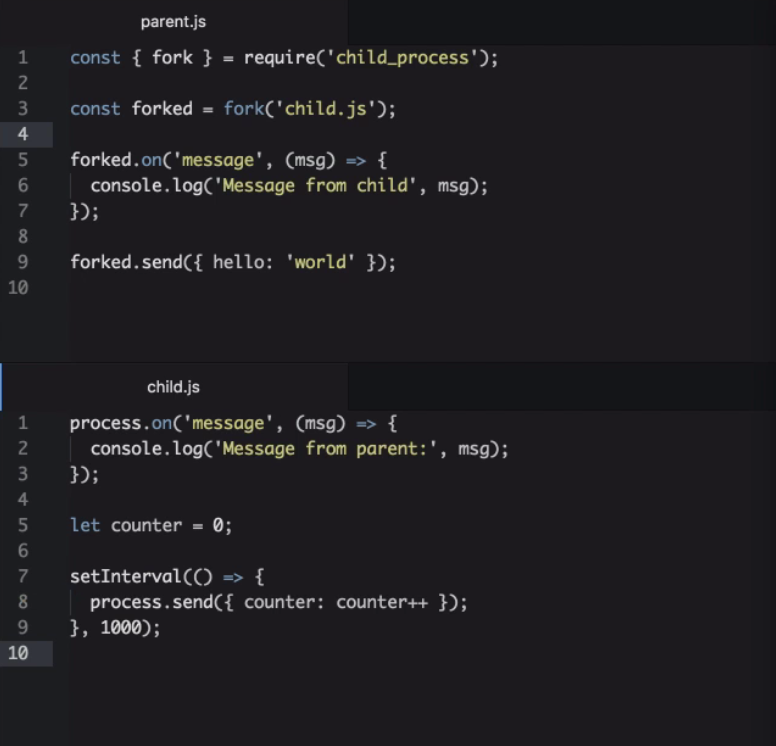 parent.js
1 const { fork } = require('child_process');
2
3 const forked = fork('child.js');
4
5 forked.on('message', (msg) => {
6   console.log('Message from child', msg);
7 });
8
9 forked.send({ hello: 'world' });
10
child.js
1 process.on('message', (msg) => {
2   console.log('Message from parent:', msg);
3 });
4
5 let counter = 0;
6
7 setInterval(() => {
8   process.send({ counter: counter++ });
9 }, 1000);
10